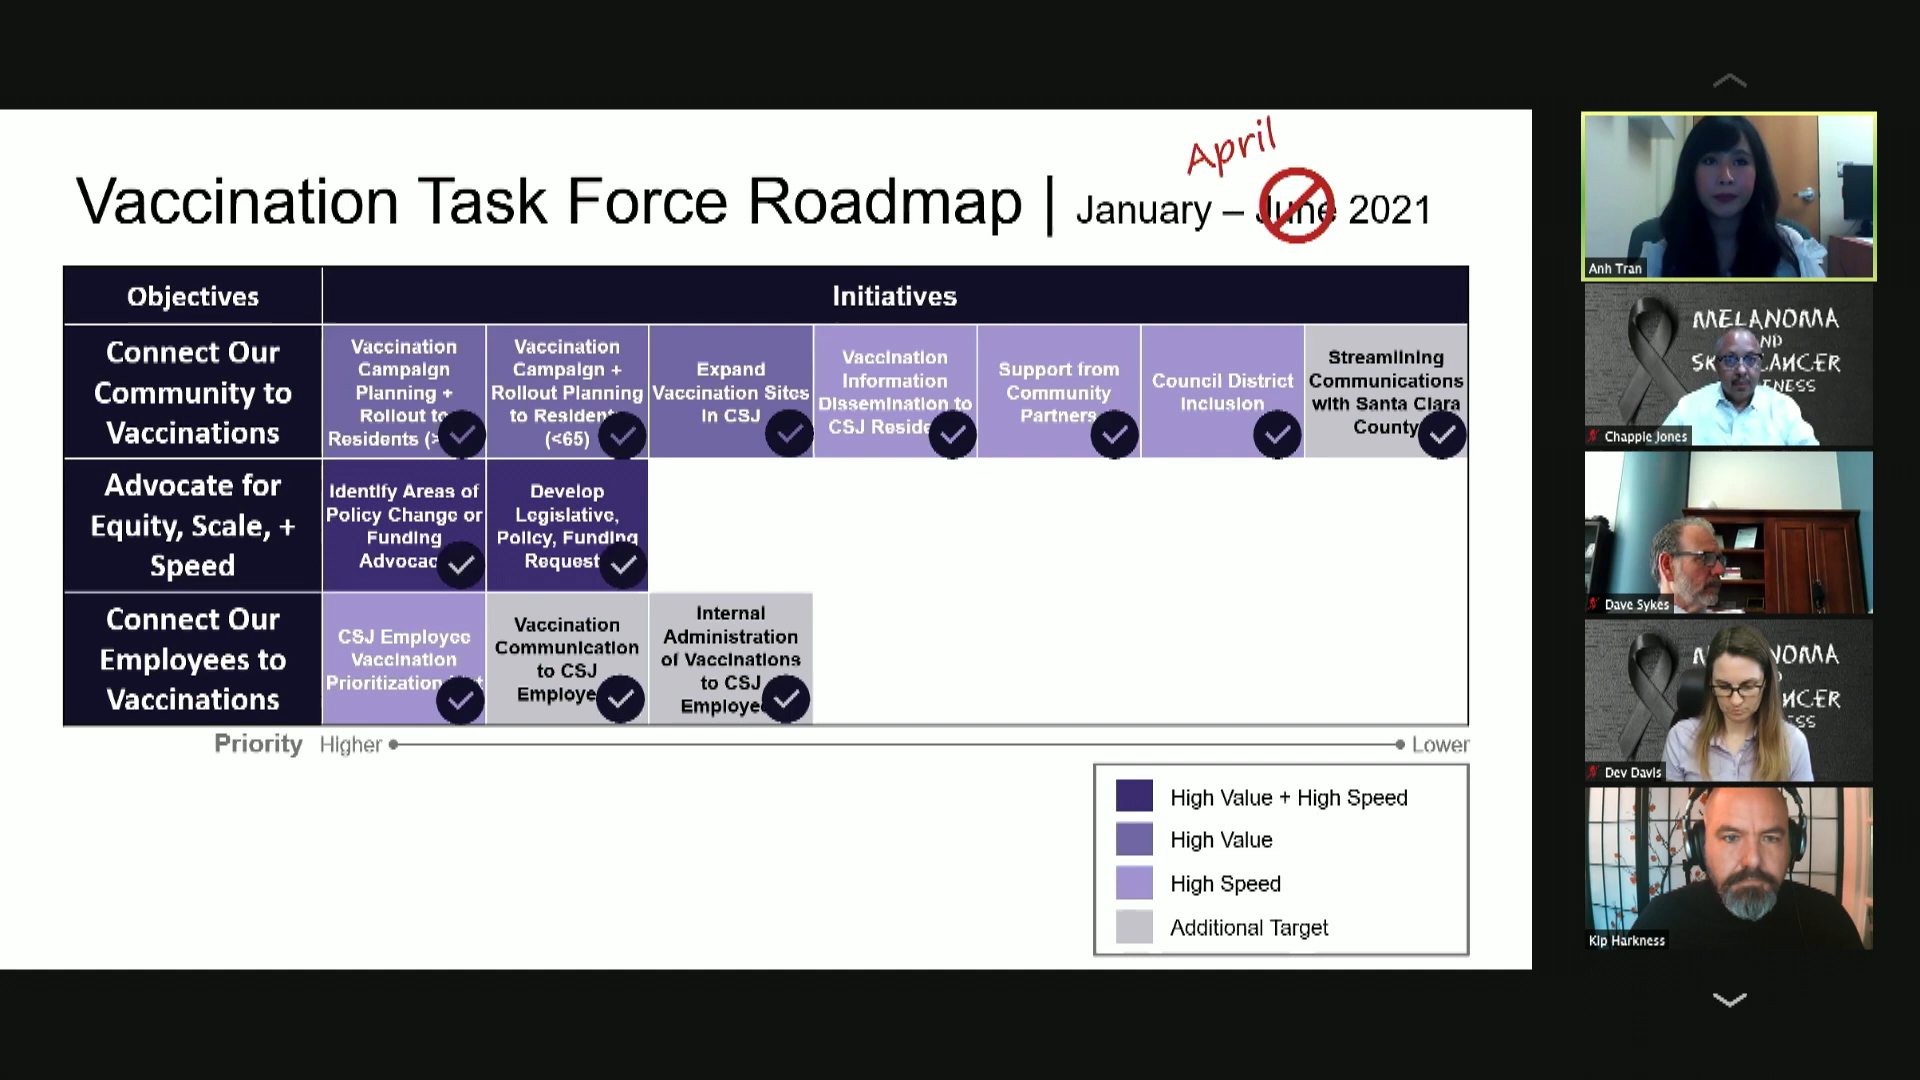 April
Vaccination Task Force Roadmap | January – June 2021
Objectives
Initiatives
Connect Our
Community to
Vaccinations
Vaccination
Campaign
Planning +
Rollout to
Residents (>
Vaccination
Campaign +
Rollout Planning
to Resident
(<65)
Expand
Vaccination Sites
in CSJ
Vaccination
Information
Dissemination to
CSJ Reside
Support from
Community
Partners
Council District
Inclusion
Streamlining
Communications
with Santa Clara
County
Advocate for
Equity, Scale, +
Speed
Identify Areas of
Policy Change or
Funding
Advocac
Develop
Legislative,
Policy, Funding
Request
Connect Our
Employees to
Vaccinations
CSJ Employee
Vaccination
Prioritization
Vaccination
Communication
to CSJ
Employe
Internal
Administration
of Vaccinations
to CSJ
Employe
Priority Higher Lower
High Value + High Speed
High Value
High Speed
Additional Target
Anh Tran
MELANOMA
AND
Chappie Jones
Dave Sykes
Dev Davis
Kip Harkness